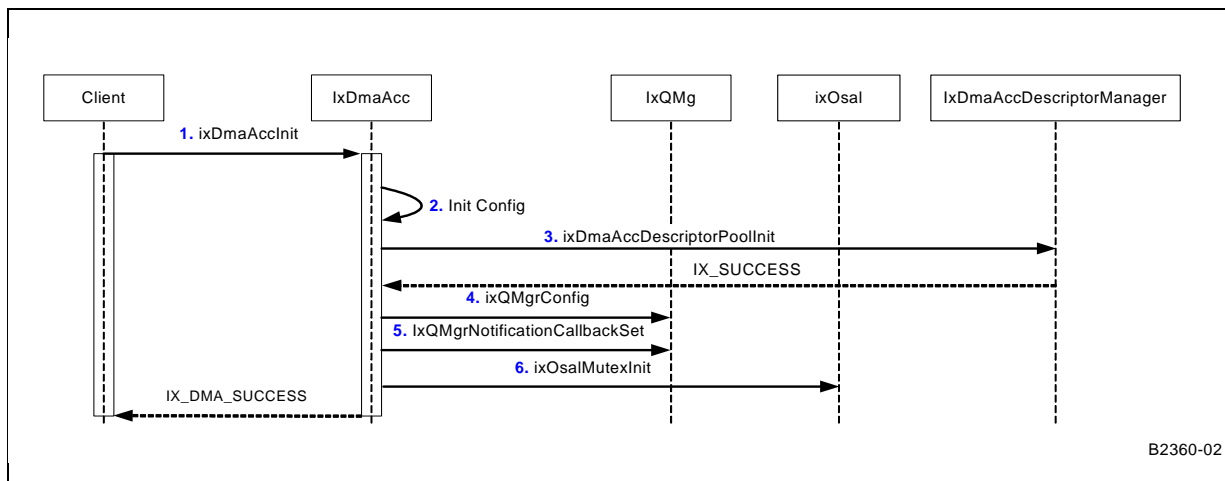 Client
IxDmaAcc
IxQMg
ixOsal
IxDmaAccDescriptorManager
1. ixDmaAccInit
2. Init Config
3. ixDmaAccDescriptorPoolInit
IX_SUCCESS
4. ixQMgrConfig
5. IxQMgrNotificationCallbackSet
6. ixOsalMutexInit
IX_DMA_SUCCESS
B2360-02